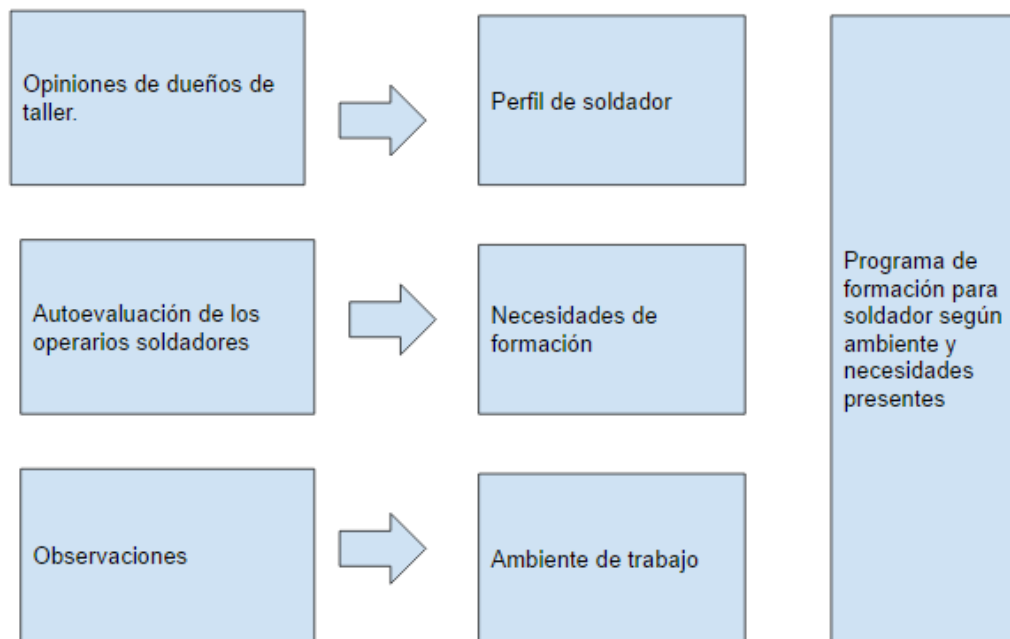 Opiniones de dueños de
taller.
Perfil de soldador
Autoevaluación de los
operarios soldadores
Necesidades de
formación
Observaciones
Ambiente de trabajo
Programa de
formación para
soldador según
ambiente y
necesidades
presentes